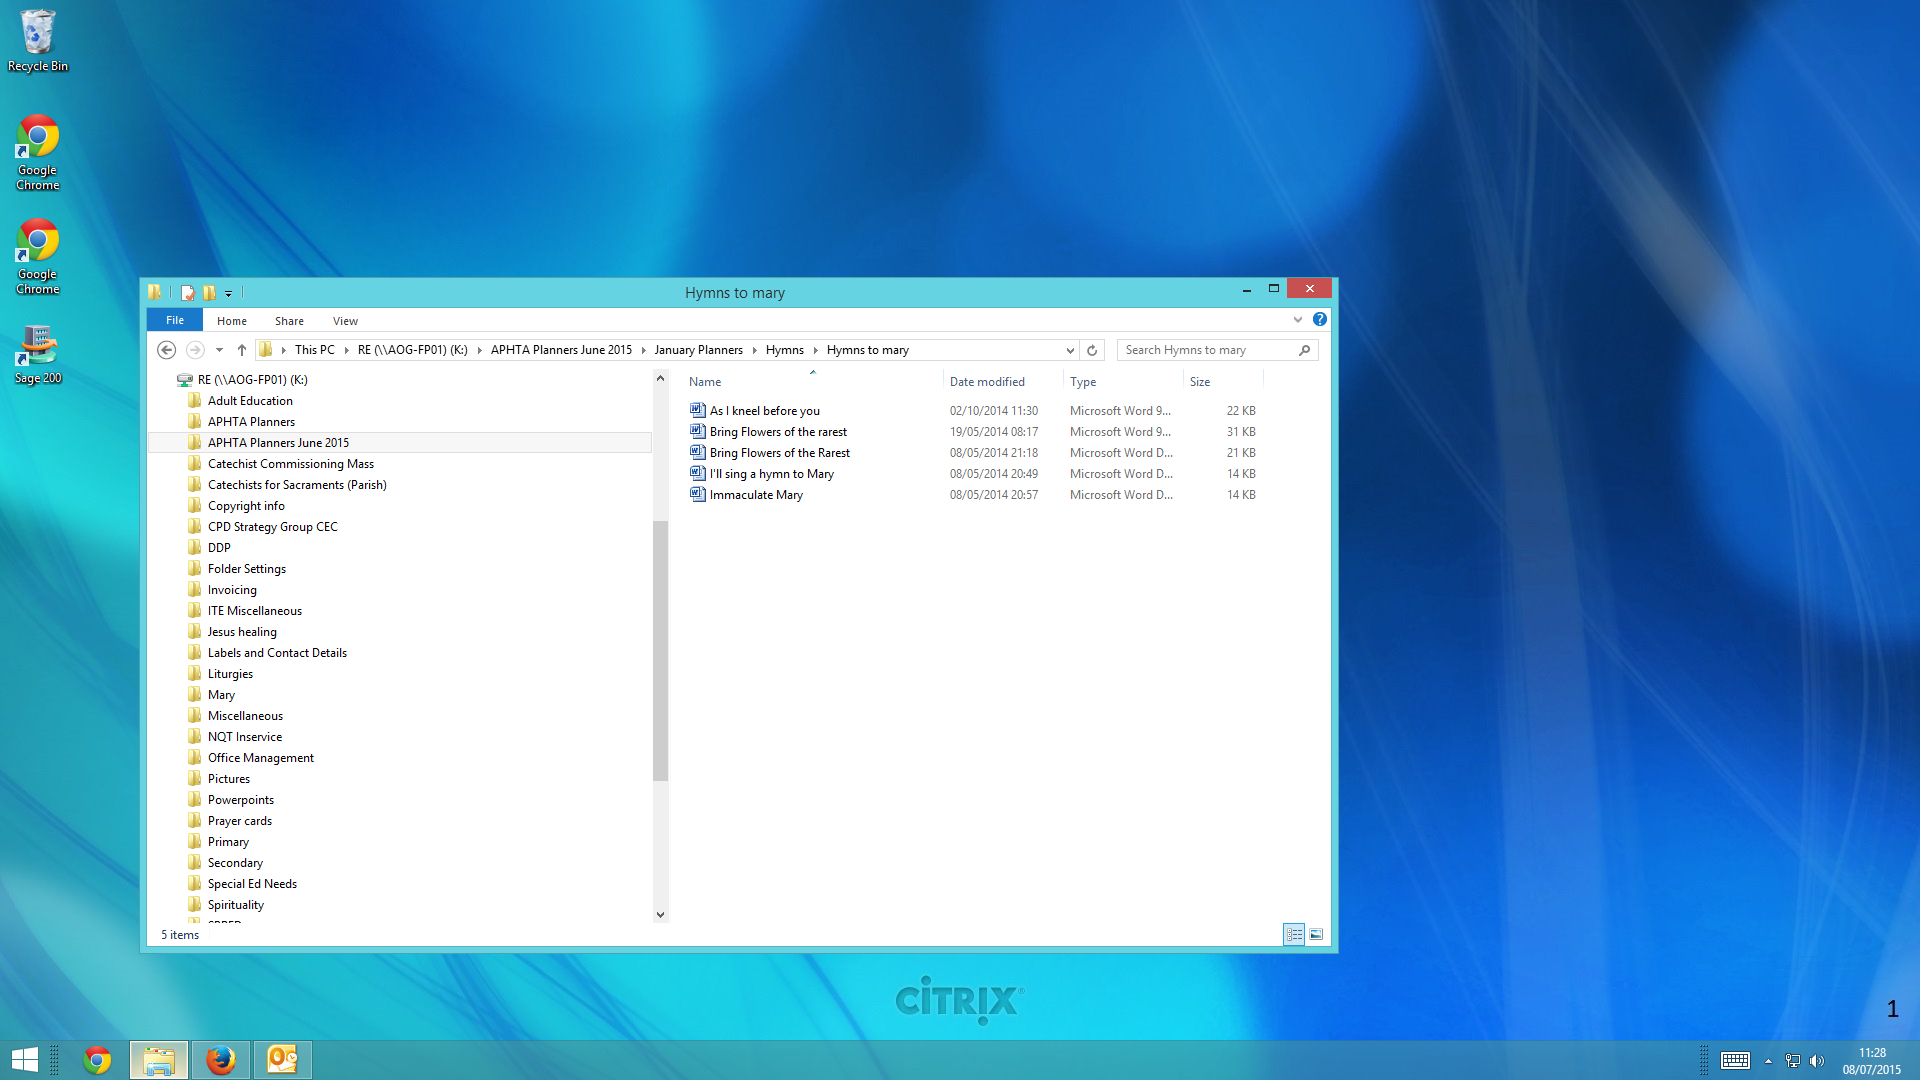 Recycle Bin
Google
Chrome
Google
Chrome
Sage 200
Hymns to mary
File Home Share View
This PC RE (\\AOG-FP01) (K:) APHTA Planners June 2015 January Planners Hymns Hymns to mary
Search Hymns to mary
RE (\\AOG-FP01) (K:)
Adult Education
APHTA Planners
APHTA Planners June 2015
Catechist Commissioning Mass
Catechists for Sacraments (Parish)
Copyright info
CPD Strategy Group CEC
DDP
Folder Settings
Invoicing
ITE Miscellaneous
Jesus healing
Labels and Contact Details
Liturgies
Mary
Miscellaneous
NQT Inservice
Office Management
Pictures
Powerpoints
Prayer cards
Primary
Secondary
Special Ed Needs
Spirituality
Name Date modified Type Size
As I kneel before you 02/10/2014 11:30 Microsoft Word 9... 22 KB
Bring Flowers of the rarest 19/05/2014 08:17 Microsoft Word 9... 31 KB
Bring Flowers of the Rarest 08/05/2014 21:18 Microsoft Word D... 21 KB
I'll sing a hymn to Mary 08/05/2014 20:49 Microsoft Word D... 14 KB
Immaculate Mary 08/05/2014 20:57 Microsoft Word D... 14 KB
5 items
CiTRIX®
1
11:28
08/07/2015